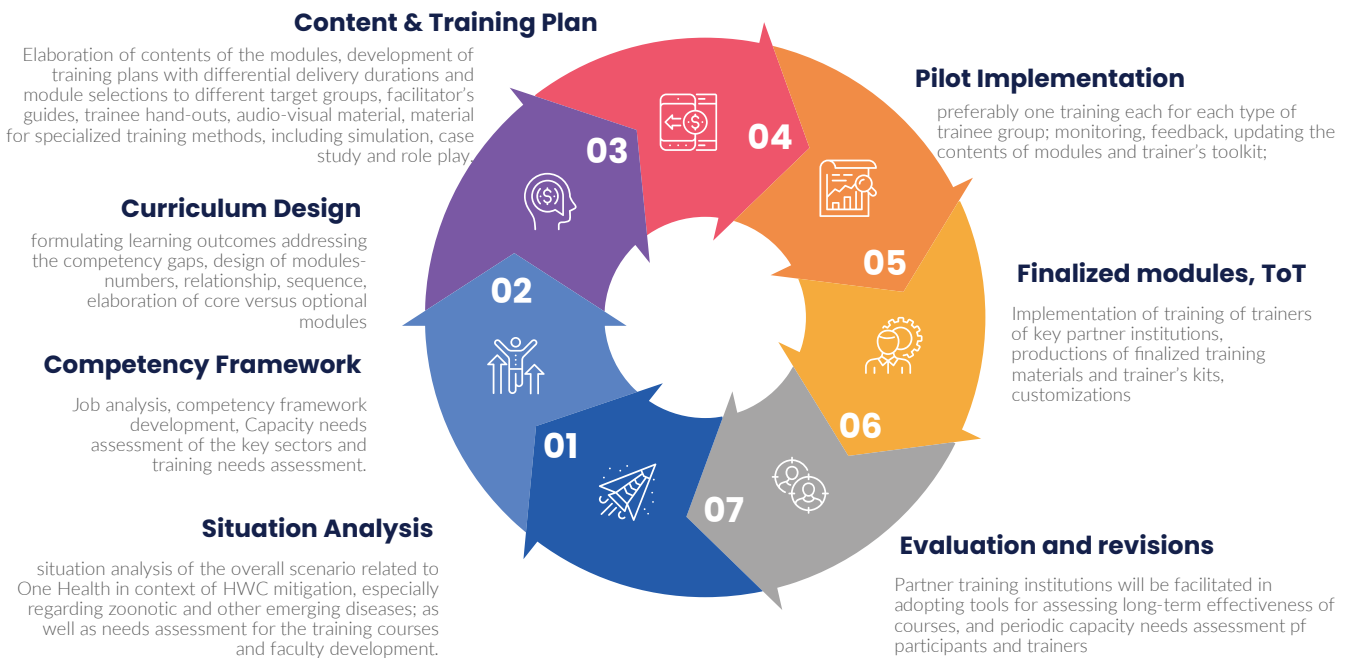 Content & Training Plan
Elaboration of contents of the modules, development of
training plans with differential delivery durations and
module selections to different target groups, facilitator's
guides, trainee hand-outs, audio-visual material, material
for specialized training methods, including simulation, case
study and role play,
Curriculum Design
formulating learning outcomes addressing
the competency gaps, design of modules-
numbers, relationship, sequence,
elaboration of core versus optional
modules
Competency Framework
Job analysis, competency framework
development, Capacity needs
assessment of the key sectors and
training needs assessment.
Situation Analysis
situation analysis of the overall scenario related to
One Health in context of HWC mitigation, especially
regarding zoonotic and other emerging diseases; as
well as needs assessment for the training courses
and faculty development.
01
02
03
04
05
06
07
Pilot Implementation
preferably one training each for each type of
trainee group; monitoring, feedback, updating the
contents of modules and trainer's toolkit;
Finalized modules, ToT
Implementation of training of trainers
of key partner institutions,
productions of finalized training
materials and trainer's kits,
customizations
Evaluation and revisions
Partner training institutions will be facilitated in
adopting tools for assessing long-term effectiveness of
courses, and periodic capacity needs assessment pf
participants and trainers